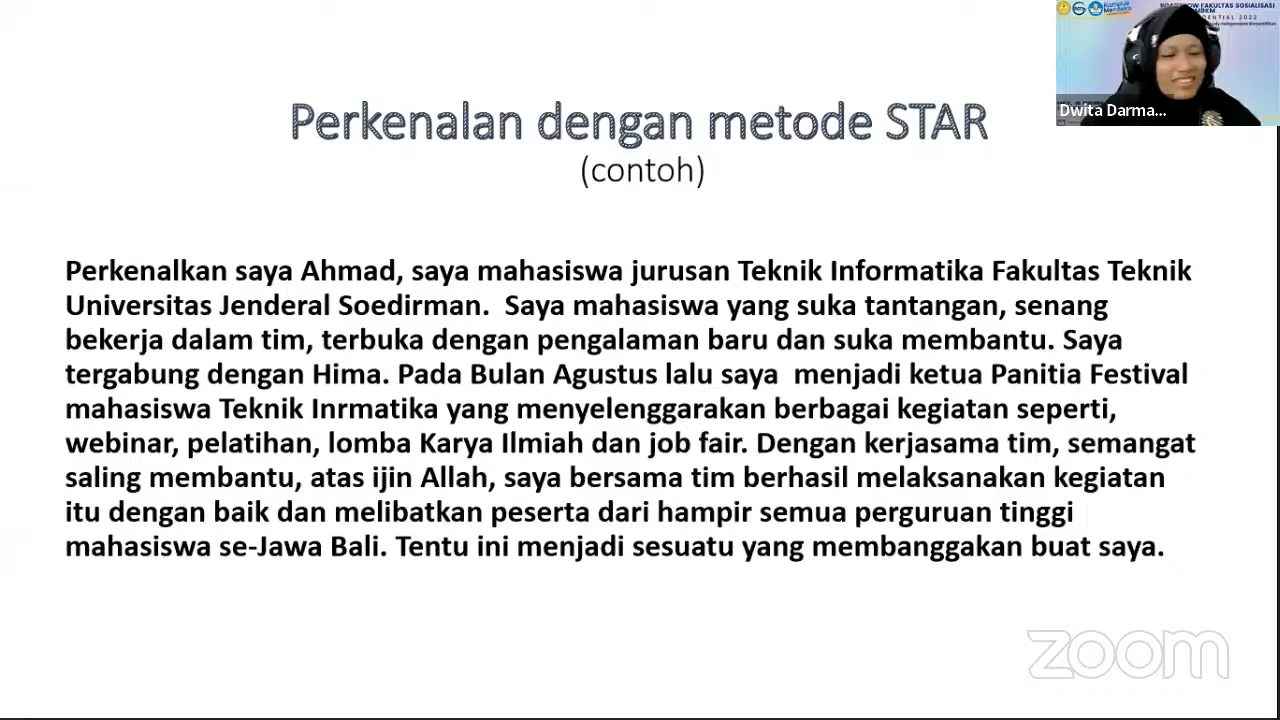 Perkenalan dengan metode STAR
(contoh)
Perkenalkan saya Ahmad, saya mahasiswa jurusan Teknik Informatika Fakultas Teknik
Universitas Jenderal Soedirman.  Saya mahasiswa yang suka tantangan, senang
bekerja dalam tim, terbuka dengan pengalaman baru dan suka membantu. Saya
tergabung dengan Hima. Pada Bulan Agustus lalu saya  menjadi ketua Panitia Festival
mahasiswa Teknik Inrmatika yang menyelenggarakan berbagai kegiatan seperti,
webinar, pelatihan, lomba Karya Ilmiah dan job fair. Dengan kerjasama tim, semangat
saling membantu, atas ijin Allah, saya bersama tim berhasil melaksanakan kegiatan
itu dengan baik dan melibatkan peserta dari hampir semua perguruan tinggi
mahasiswa se-Jawa Bali. Tentu ini menjadi sesuatu yang membanggakan buat saya.
Kampus
Merdeka
FAKULTAS SOSIALISASI
2022
Dwita Darma...
zoom